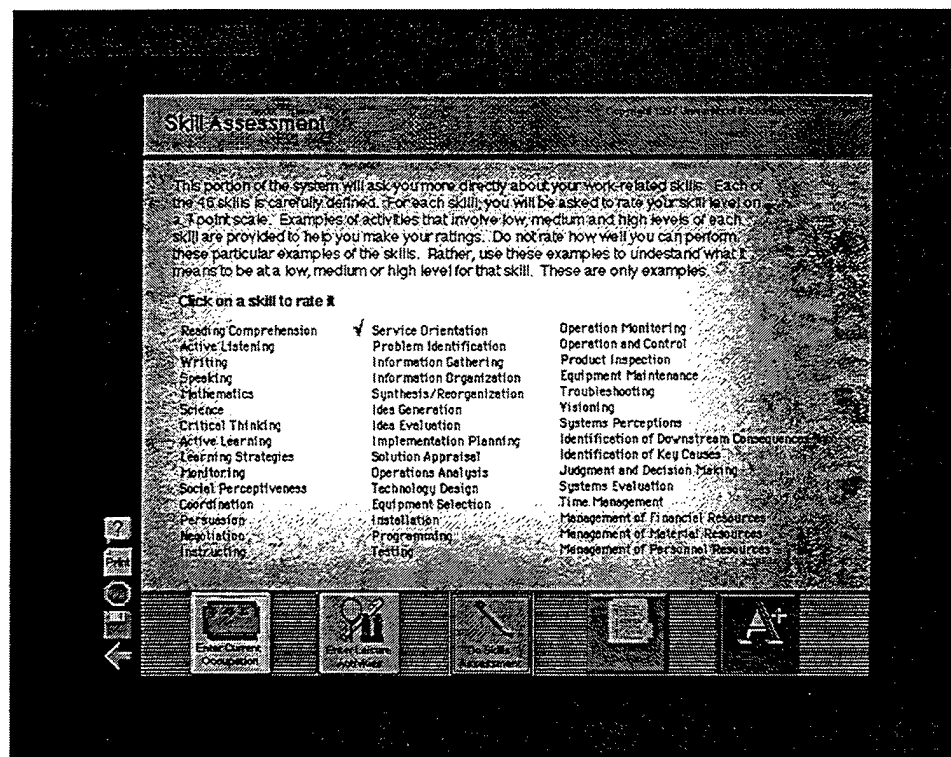 Skill Assessment
This portion of the system will ask you more directly about your work-related skills. Each of
the 46 skills is carefully defined. For each skill, you will be asked to rate your skill level on
a 7 point scale. Examples of activities that involve low, medium and high levels of each
skill are provided to help you make your ratings. Do not rate how well you can perform
these particular examples of the skills. Rather, use these examples to understand what it
means to be at a low, medium or high level for that skill. These are only examples.
Click on a skill to rate it
Reading Comprehension
Active Listening
Writing
Speaking
Mathematics
Science
Critical Thinking
Active Learning
Learning Strategies
Monitoring
Social Perceptiveness
Coordination
Persuasion
Negotiation
Instructing
√ Service Orientation
Problem Identification
Information Gathering
Information Organization
Synthesis/Reorganization
Idea Generation
Idea Evaluation
Implementation Planning
Solution Appraisal
Operations Analysis
Technology Design
Equipment Selection
Installation
Programming
Testing
Operation Monitoring
Operation and Control
Product Inspection
Equipment Maintenance
Troubleshooting
Visioning
Systems Perceptions
Identification of Downstream Consequences
Identification of Key Causes
Judgment and Decision Making
Systems Evaluation
Time Management
Management of Financial Resources
Management of Material Resources
Management of Personnel Resources
?
Print
Enter Current
Occupation
Enter Leisure
Activities
Do Skills
Assessment
A+